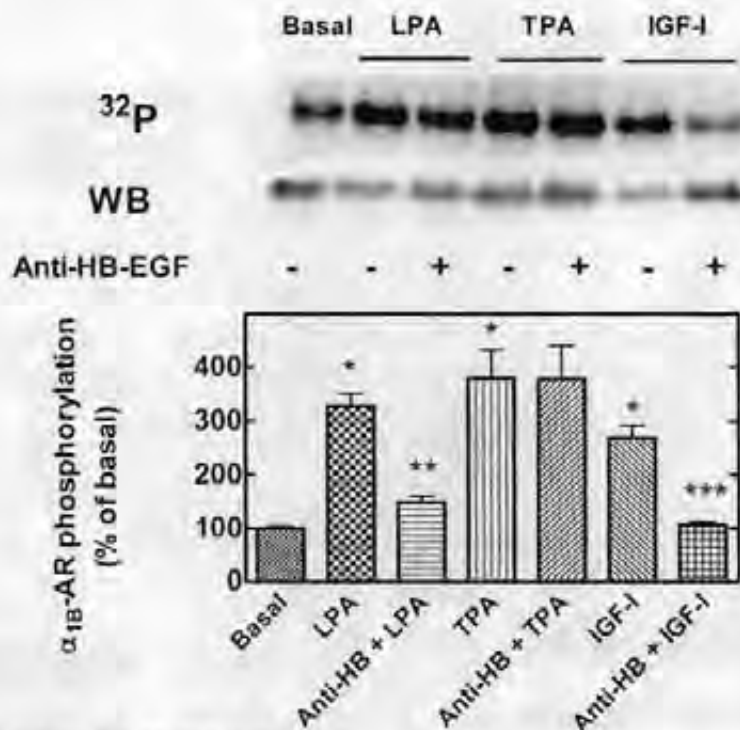 Basal LPA TPA IGF-I
³²P
WB
Anti-HB-EGF - - + - + - +
α₁B-AR phosphorylation
(% of basal)
400
300
200
100
0
* ** * * ***
Basal
LPA
Anti-HB + LPA
TPA
Anti-HB + TPA
IGF-I
Anti-HB + IGF-I